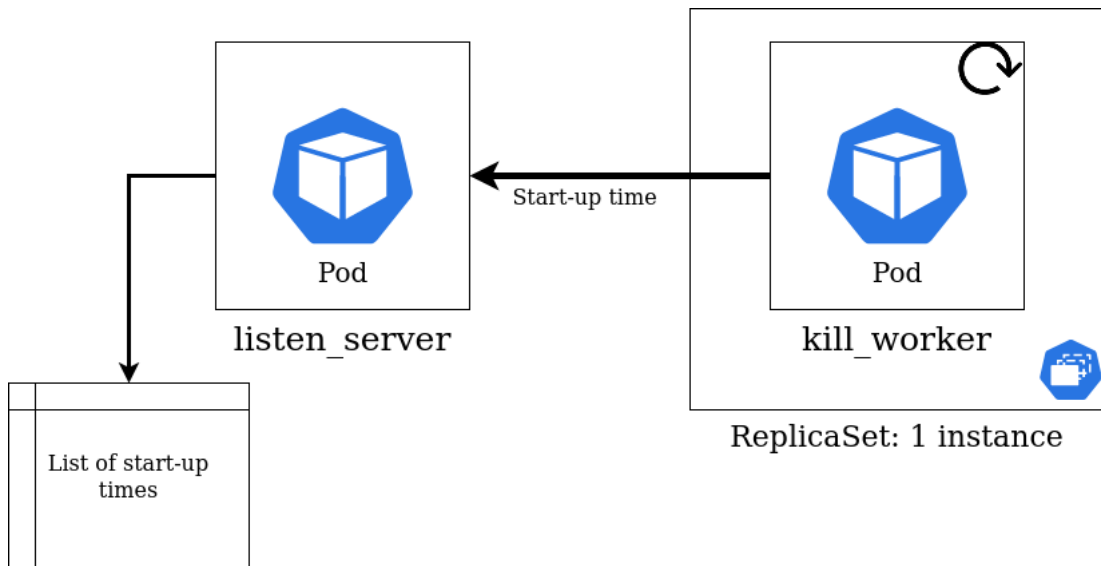 Start-up time
Pod
Pod
listen_server
kill_worker
ReplicaSet: 1 instance
List of start-up
times